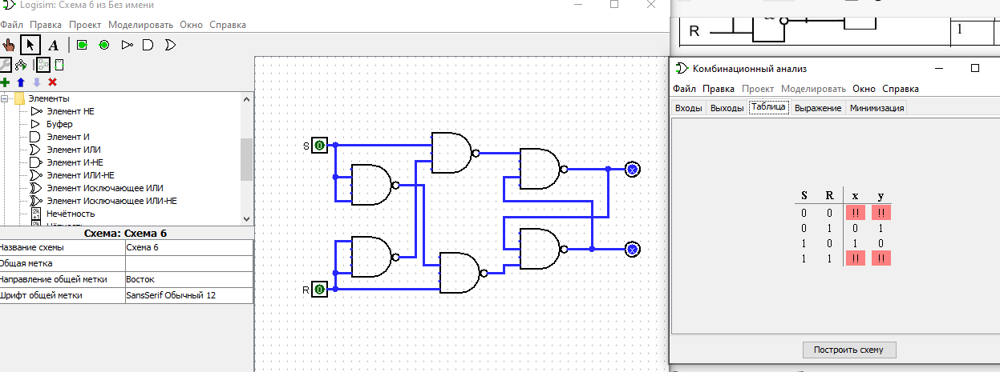 Logisim: Схема 6 из Без имени
Файл Правка Проект Моделировать Окно Справка
A
Элементы
Элемент НЕ
Буфер
Элемент И
Элемент ИЛИ
Элемент И-НЕ
Элемент ИЛИ-НЕ
Элемент Исключающее ИЛИ
Элемент Исключающее ИЛИ-НЕ
2k+1 Нечётность
Схема: Схема 6
Название схемы Схема 6
Общая метка
Направление общей метки Восток
Шрифт общей метки SansSerif Обычный 12
S 0
x
R 0
x
R
1
Комбинационный анализ
Файл Правка Проект Моделировать Окно Справка
Входы Выходы Таблица Выражение Минимизация
S R x y
0 0 !! !!
0 1 0 1
1 0 1 0
1 1 !! !!
Построить схему